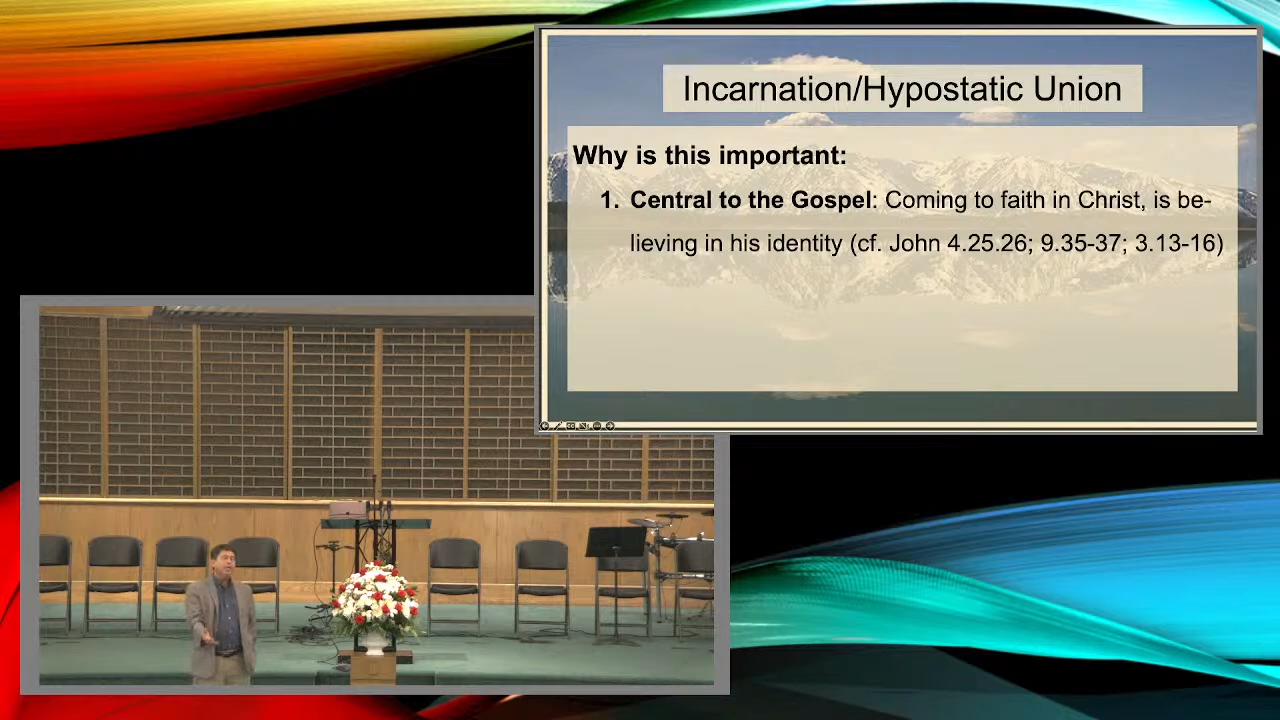 Incarnation/Hypostatic Union
Why is this important:
1. Central to the Gospel: Coming to faith in Christ, is be-
lieving in his identity (cf. John 4.25.26; 9.35-37; 3.13-16)